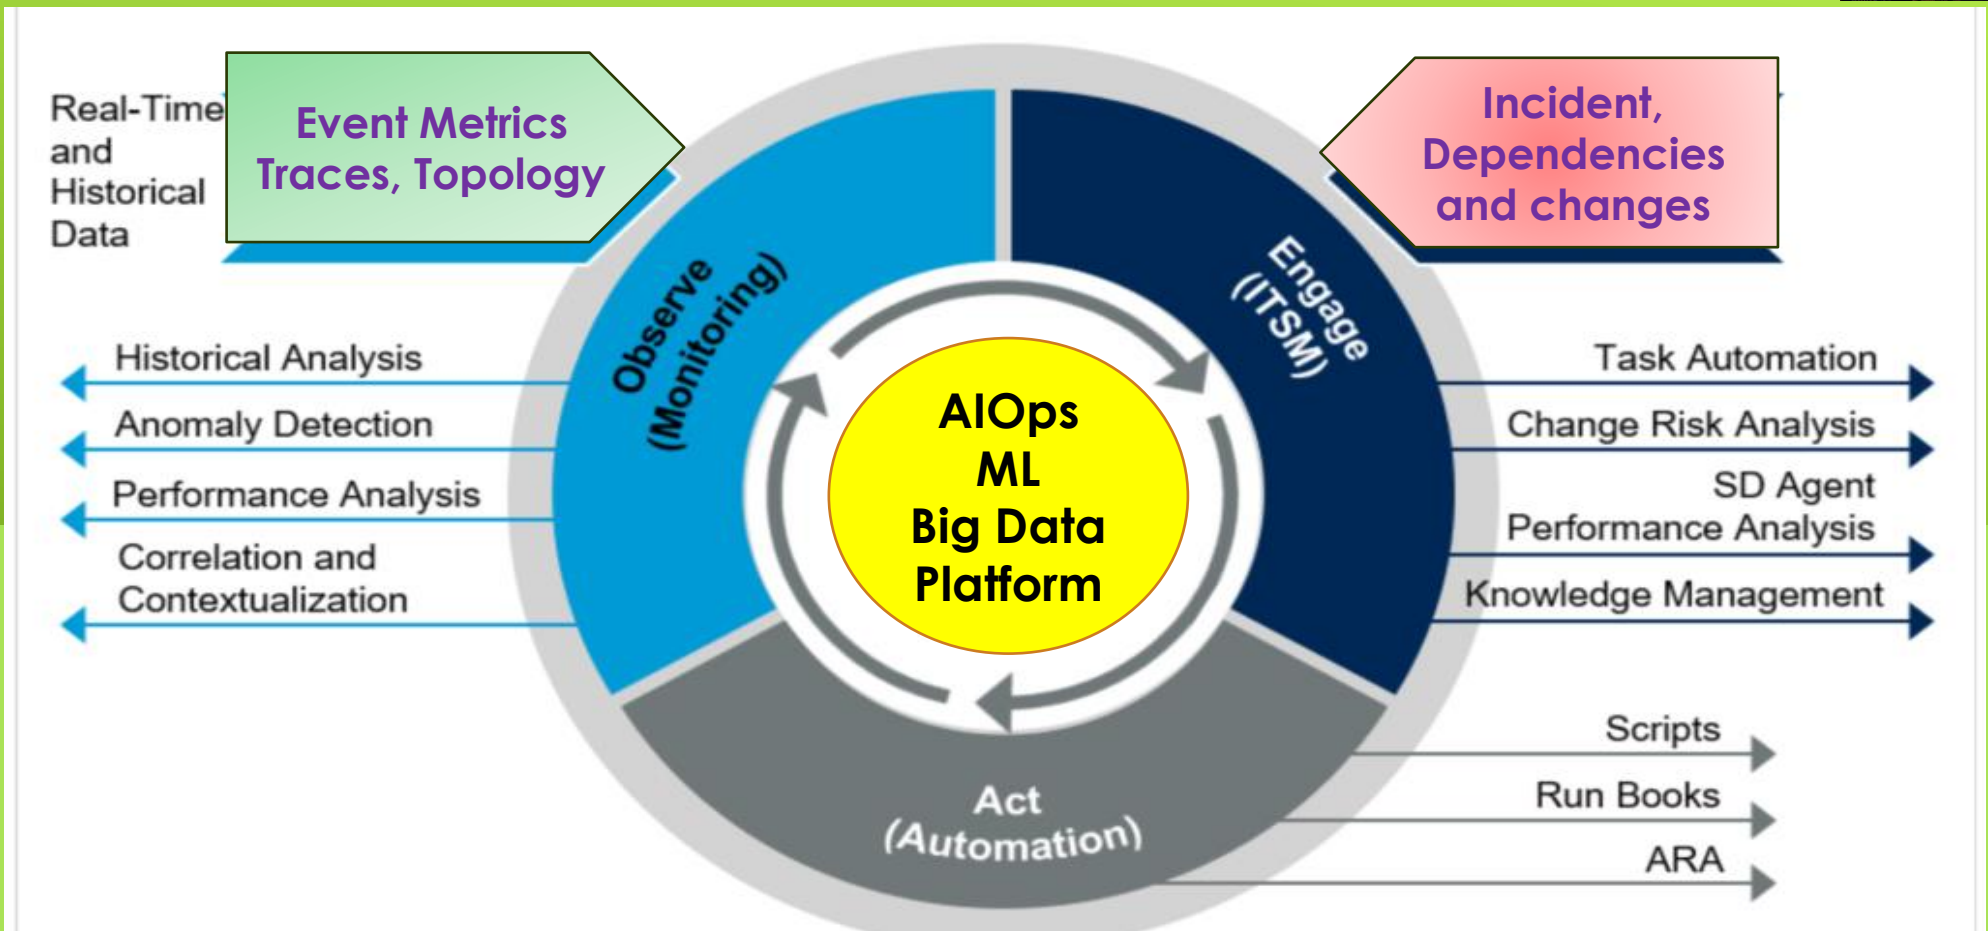 Real-Time
and
Historical
Data
Event Metrics
Traces, Topology
Incident,
Dependencies
and changes
Observe
(Monitoring)
Engage
(ITSM)
Historical Analysis
Anomaly Detection
Performance Analysis
Correlation and
Contextualization
AIOps
ML
Big Data
Platform
Task Automation
Change Risk Analysis
SD Agent
Performance Analysis
Knowledge Management
Act
(Automation)
Scripts
Run Books
ARA